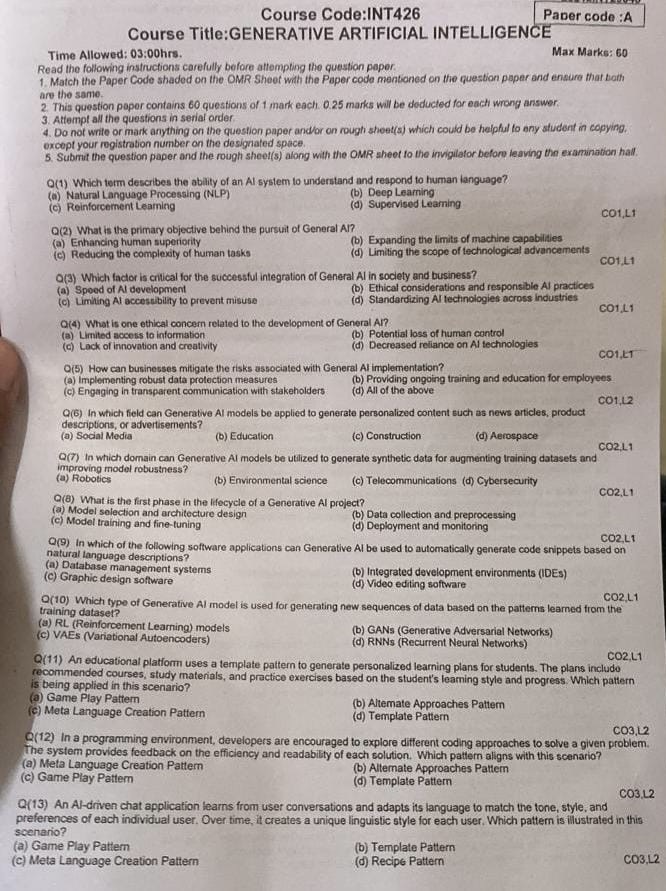 Course Code:INT426
Paper code :A
Course Title:GENERATIVE ARTIFICIAL INTELLIGENCE
Time Allowed: 03:00hrs.
Max Marks: 60
Read the following instructions carefully before attempting the question paper.
1. Match the Paper Code shaded on the OMR Sheet with the Paper code mentioned on the question paper and ensure that both
are the same.
2. This question paper contains 60 questions of 1 mark each. 0.25 marks will be deducted for each wrong answer.
3. Attempt all the questions in serial order.
4. Do not write or mark anything on the question paper and/or on rough sheet(s) which could be helpful to any student in copying,
except your registration number on the designated space.
5. Submit the question paper and the rough sheet(s) along with the OMR sheet to the invigilator before leaving the examination hall.
Q(1) Which term describes the ability of an AI system to understand and respond to human language?
(a) Natural Language Processing (NLP) (b) Deep Learning
(c) Reinforcement Learning (d) Supervised Learning
CO1,L1
Q(2) What is the primary objective behind the pursuit of General AI?
(a) Enhancing human superiority (b) Expanding the limits of machine capabilities
(c) Reducing the complexity of human tasks (d) Limiting the scope of technological advancements
CO1,L1
Q(3) Which factor is critical for the successful integration of General AI in society and business?
(a) Speed of AI development (b) Ethical considerations and responsible AI practices
(c) Limiting AI accessibility to prevent misuse (d) Standardizing AI technologies across industries
CO1,L1
Q(4) What is one ethical concern related to the development of General AI?
(a) Limited access to information (b) Potential loss of human control
(c) Lack of innovation and creativity (d) Decreased reliance on AI technologies
CO1,L1
Q(5) How can businesses mitigate the risks associated with General AI implementation?
(a) Implementing robust data protection measures (b) Providing ongoing training and education for employees
(c) Engaging in transparent communication with stakeholders (d) All of the above
CO1,L2
Q(6) In which field can Generative AI models be applied to generate personalized content such as news articles, product
descriptions, or advertisements?
(a) Social Media (b) Education (c) Construction (d) Aerospace
CO2,L1
Q(7) In which domain can Generative AI models be utilized to generate synthetic data for augmenting training datasets and
improving model robustness?
(a) Robotics (b) Environmental science (c) Telecommunications (d) Cybersecurity
CO2,L1
Q(8) What is the first phase in the lifecycle of a Generative AI project?
(a) Model selection and architecture design (b) Data collection and preprocessing
(c) Model training and fine-tuning (d) Deployment and monitoring
CO2,L1
Q(9) In which of the following software applications can Generative AI be used to automatically generate code snippets based on
natural language descriptions?
(a) Database management systems (b) Integrated development environments (IDEs)
(c) Graphic design software (d) Video editing software
CO2,L1
Q(10) Which type of Generative AI model is used for generating new sequences of data based on the patterns learned from the
training dataset?
(a) RL (Reinforcement Learning) models (b) GANs (Generative Adversarial Networks)
(c) VAEs (Variational Autoencoders) (d) RNNs (Recurrent Neural Networks)
CO2,L1
Q(11) An educational platform uses a template pattern to generate personalized learning plans for students. The plans include
recommended courses, study materials, and practice exercises based on the student's learning style and progress. Which pattern
is being applied in this scenario?
(a) Game Play Pattern (b) Alternate Approaches Pattern
(c) Meta Language Creation Pattern (d) Template Pattern
CO3,L2
Q(12) In a programming environment, developers are encouraged to explore different coding approaches to solve a given problem.
The system provides feedback on the efficiency and readability of each solution. Which pattern aligns with this scenario?
(a) Meta Language Creation Pattern (b) Alternate Approaches Pattern
(c) Game Play Pattern (d) Template Pattern
CO3,L2
Q(13) An AI-driven chat application learns from user conversations and adapts its language to match the tone, style, and
preferences of each individual user. Over time, it creates a unique linguistic style for each user. Which pattern is illustrated in this
scenario?
(a) Game Play Pattern (b) Template Pattern
(c) Meta Language Creation Pattern (d) Recipe Pattern CO3,L2